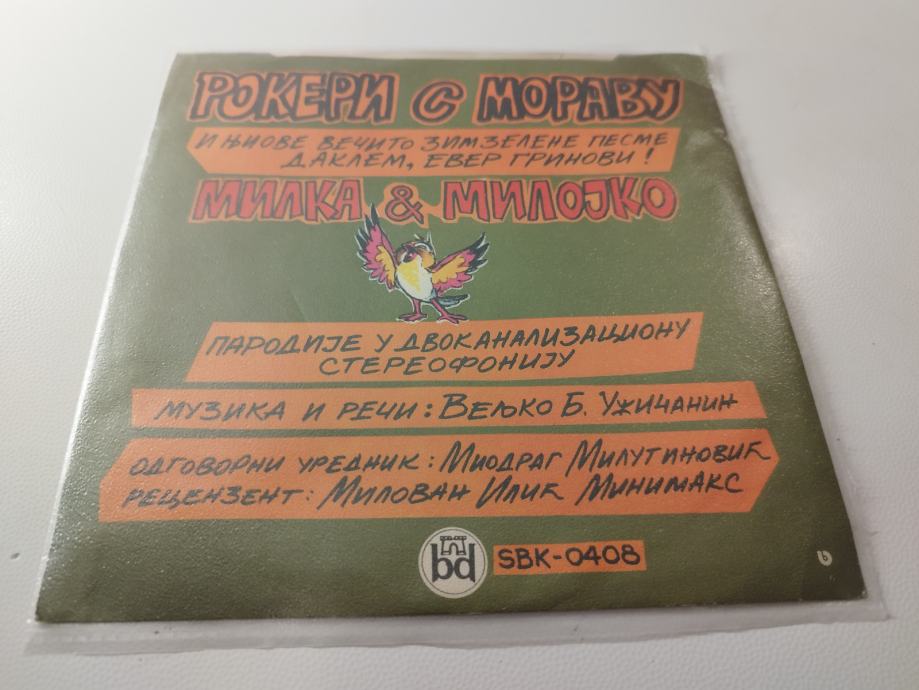 РОКЕРИ С МОРАВУ
И ЊИОВЕ ВЕЧИТО ЗИМЗЕЛЕНЕ ПЕСМЕ
ДАКЛЕМ, ЕВЕР ГРИНОВИ!
МИЛКА & МИЛОЈКО
ПАРОДИЈЕ У ДВОКАНАЛИЗАЦИОНУ
СТЕРЕОФОНИЈУ
МУЗИКА И РЕЧИ: ВЕЉКО Б. УЖИЧАНИН
ОДГОВОРНИ УРЕДНИК: МИОДРАГ МИЛУТИНОВИЋ
РЕЦЕНЗЕНТ: МИЛОВАН ИЛИЋ МИНИМАКС
bd SBK-0408